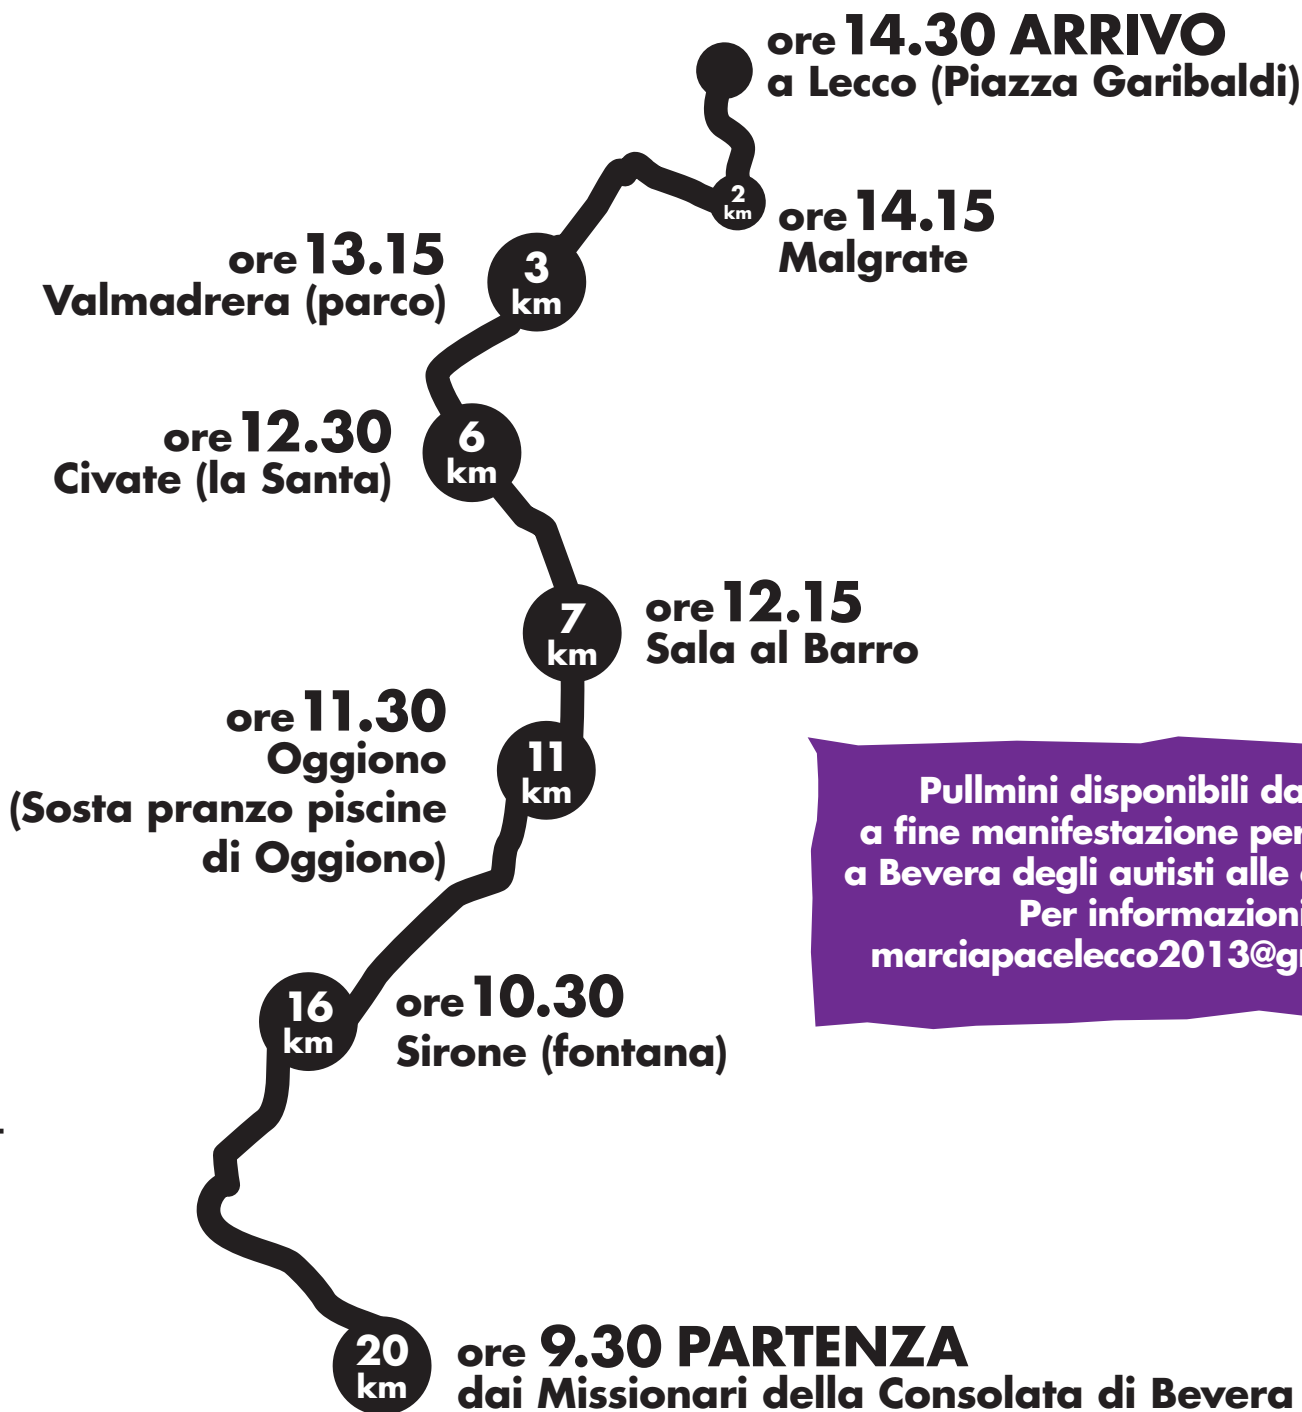 ore 14.30 ARRIVO
a Lecco (Piazza Garibaldi)
2
km
ore 14.15
Malgrate
ore 13.15
Valmadrera (parco)
3
km
ore 12.30
Civate (la Santa)
6
km
7
km
ore 12.15
Sala al Barro
ore 11.30
Oggiono
(Sosta pranzo piscine
di Oggiono)
11
km
Pullmini disponibili da
a fine manifestazione per
a Bevera degli autisti alle
Per informazioni
marciapacelecco2013@g
16
km
ore 10.30
Sirone (fontana)
20
km
ore 9.30 PARTENZA
dai Missionari della Consolata di Bevera